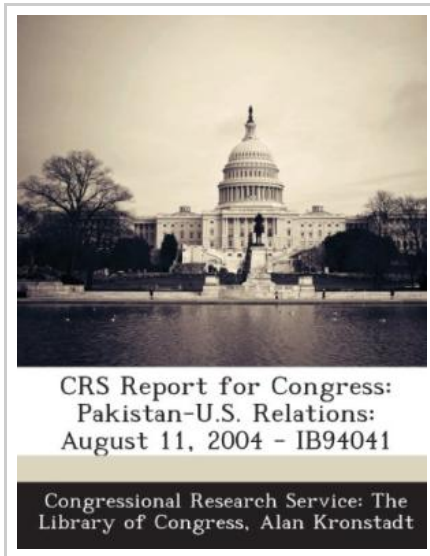 CRS Report for Congress:
Pakistan-U.S. Relations:
August 11, 2004 - IB94041
Congressional Research Service: The
Library of Congress, Alan Kronstadt